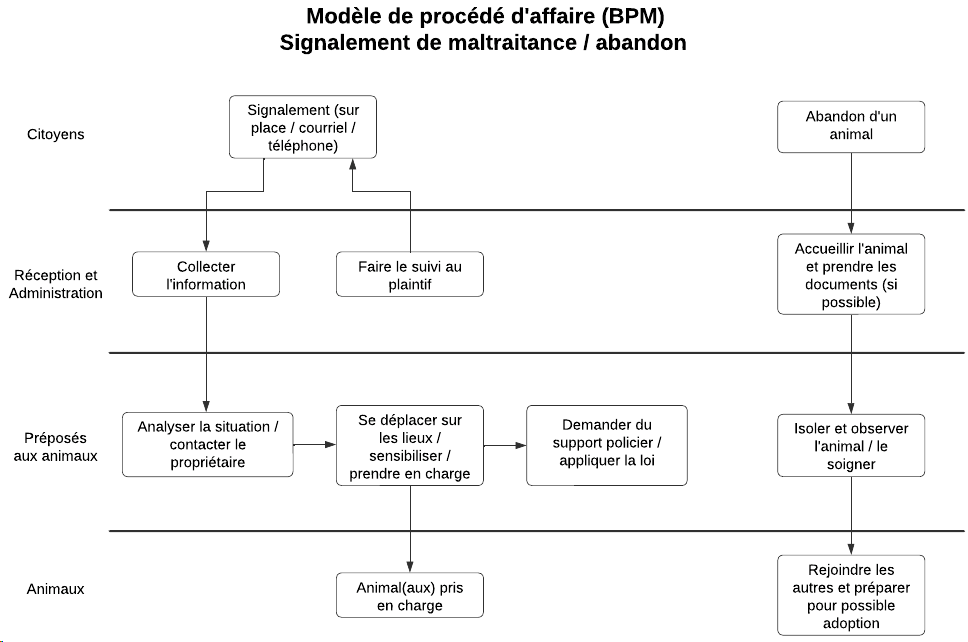 Modèle de procédé d'affaire (BPM)
Signalement de maltraitance / abandon
Citoyens
Signalement (sur
place / courriel /
téléphone)
Abandon d'un
animal
Réception et
Administration
Collecter
l'information
Faire le suivi au
plaintif
Accueillir l'animal
et prendre les
documents (si
possible)
Préposés
aux animaux
Analyser la situation /
contacter le
propriétaire
Se déplacer sur
les lieux /
sensibiliser /
prendre en charge
Demander du
support policier /
appliquer la loi
Isoler et observer
l'animal / le
soigner
Animaux
Animal(aux) pris
en charge
Rejoindre les
autres et préparer
pour possible
adoption